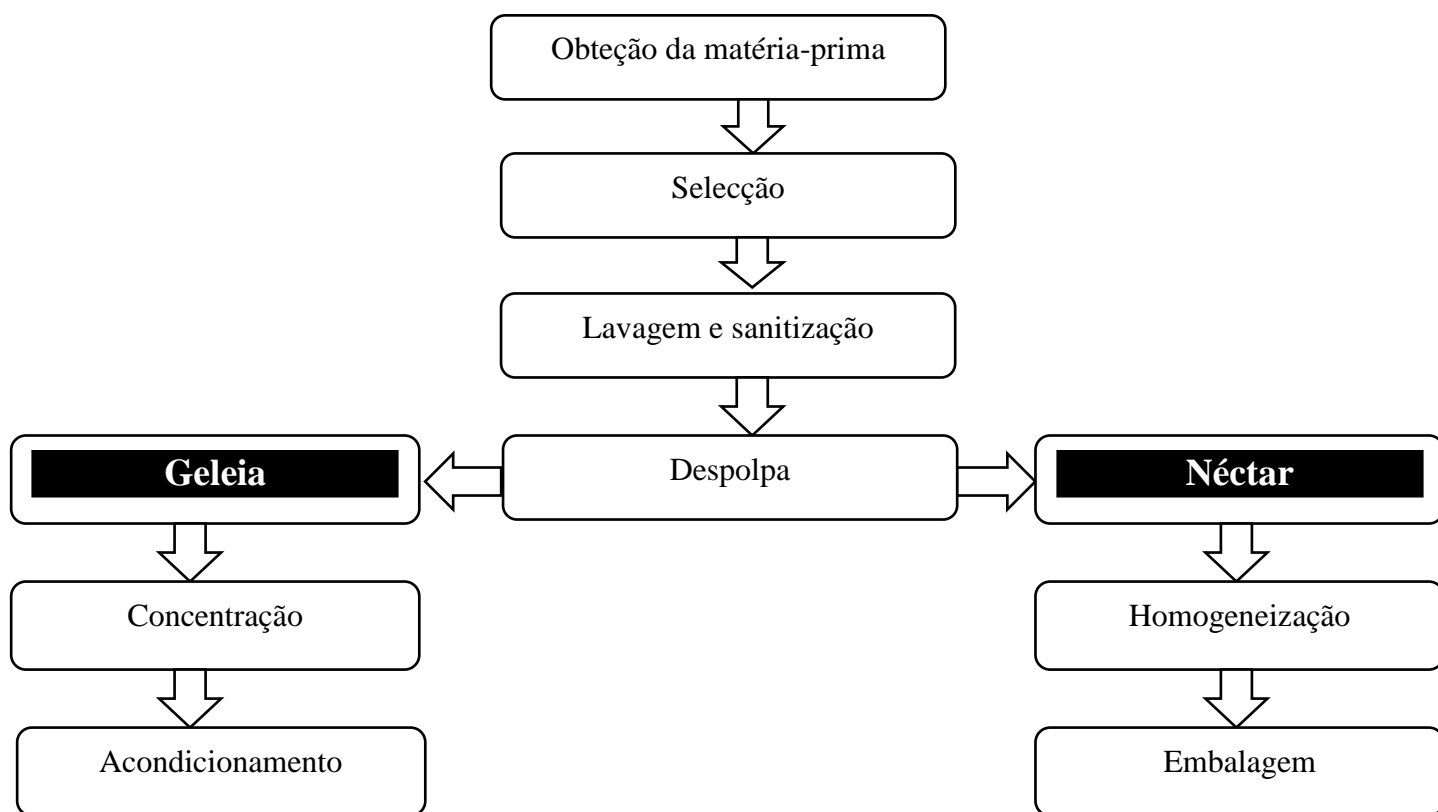 Obteção da matéria-prima
Selecção
Lavagem e sanitização
Despolpa
Geleia
Néctar
Concentração
Homogeneização
Acondicionamento
Embalagem